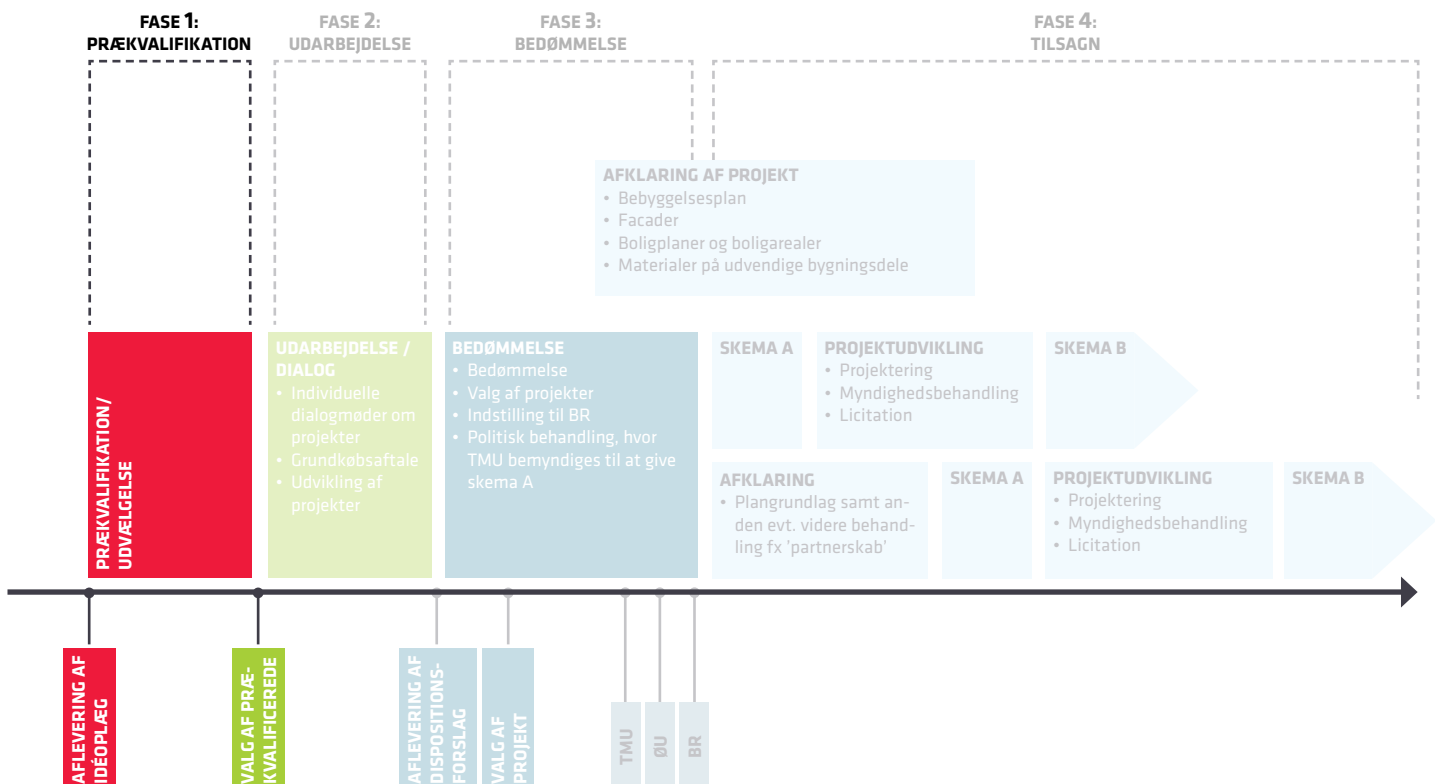 FASE 1:
PRÆKVALIFIKATION
FASE 2:
UDARBEJDELSE
FASE 3:
BEDØMMELSE
FASE 4:
TILSAGN
AFKLARING AF PROJEKT
• Bebyggelsesplan
• Facader
• Boligplaner og boligarealer
• Materialer på udvendige bygningsdele
PRÆKVALIFIKATION/
UDVÆLGELSE
UDARBEJDELSE /
DIALOG
• Individuelle
dialogmøder om
projekter
• Grundkøbsaftale
• Udvikling af
projekter
BEDØMMELSE
• Bedømmelse
• Valg af projekter
• Indstilling til BR
• Politisk behandling, hvor
TMU bemyndiges til at give
skema A
SKEMA A
PROJEKTUDVIKLING
• Projektering
• Myndighedsbehandling
• Licitation
SKEMA B
AFKLARING
• Plangrundlag samt an-
den evt. videre behand-
ling fx 'partnerskab'
SKEMA A
PROJEKTUDVIKLING
• Projektering
• Myndighedsbehandling
• Licitation
SKEMA B
AFLEVERING AF
IDÉOPLÆG
VALG AF PRÆ-
KVALIFICEREDE
AFLEVERING AF
DISPOSITIONS-
FORSLAG
VALG AF
PROJEKT
TMU
ØU
BR